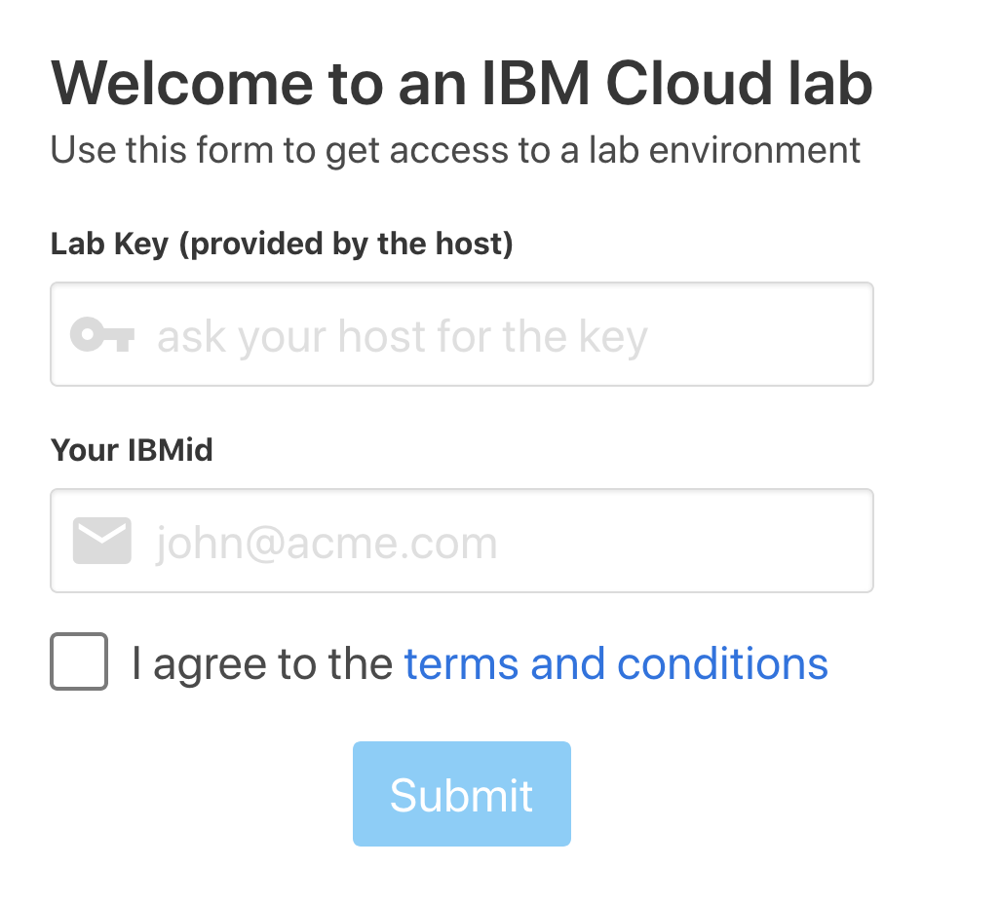 Welcome to an IBM Cloud lab
Use this form to get access to a lab environment
Lab Key (provided by the host)
ask your host for the key
Your IBMid
john@acme.com
I agree to the terms and conditions
Submit